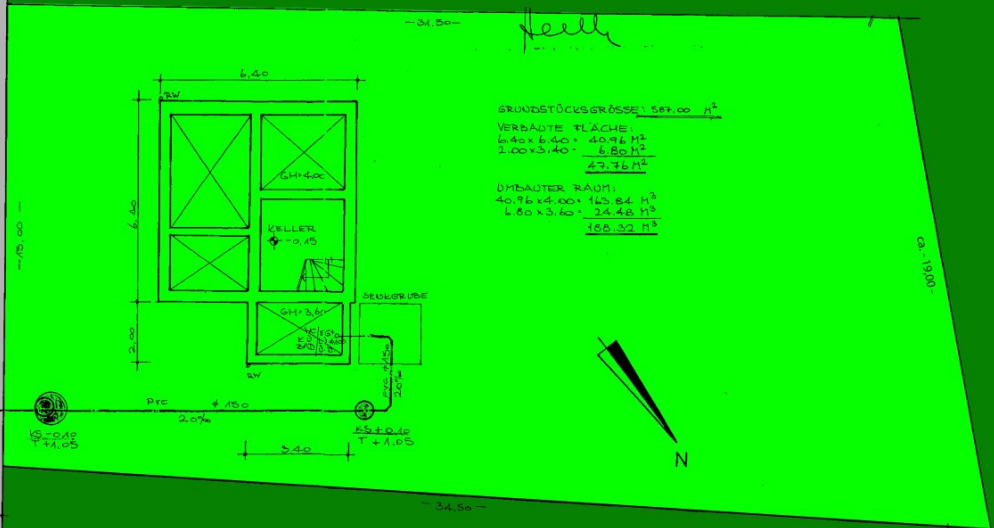 - 31.50 -
6.40
RW
GRUNDSTÜCKSGRÖSSE: 587.00 M²
VERBAUTE FLÄCHE:
6.40 x 6.40 = 40.96 M²
2.00 x 3.40 = 6.80 M²
47.76 M²
GH=4.00
UMBAUTER RAUM:
40.96 x 4.00 = 163.84 M³
6.80 x 3.60 = 24.48 M³
188.32 M³
6.40
- 15.00 -
KELLER
-0,15
ca. - 19,00 -
SENKGRUBE
GH=3,60
2.00
RW
PVC ∅ 150
20‰
PVC ∅ 150
20‰
KS -0.10
T +1.05
KS +0.10
T +1.05
3.40
N
- 34.50 -